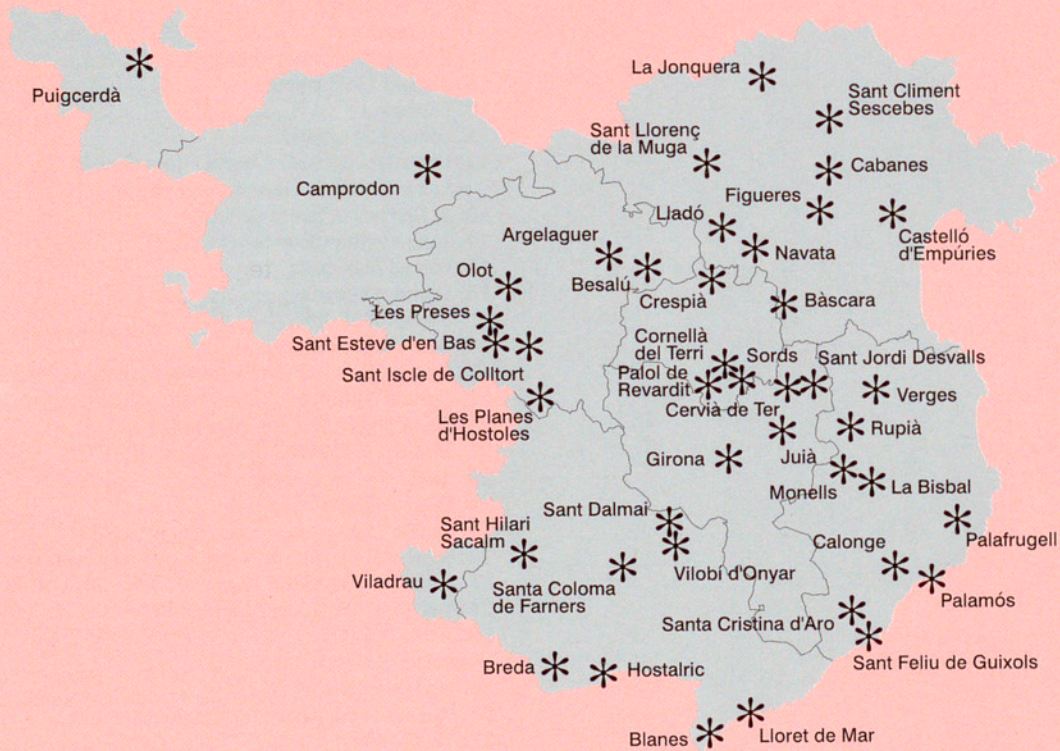 La Jonquera
Puigcerdà
Sant Climent
Sescebes
Sant Llorenç
de la Muga
Cabanes
Camprodon
Figueres
Lladó
Castelló
d'Empúries
Argelaguer
Navata
Olot
Besalú
Crespià
Bàscara
Les Preses
Cornellà
del Terri
Sords
Sant Jordi Desvalls
Sant Esteve d'en Bas
Palol de
Revardit
Sant Iscle de Colltort
Verges
Cervià de Ter
Les Planes
d'Hostoles
Rupià
Girona
Juià
Monells
La Bisbal
Sant Dalmai
Sant Hilari
Sacalm
Calonge
Palafrugell
Viladrau
Santa Coloma
de Farners
Vilobí d'Onyar
Palamós
Santa Cristina d'Aro
Sant Feliu de Guixols
Breda
Hostalric
Blanes
Lloret de Mar